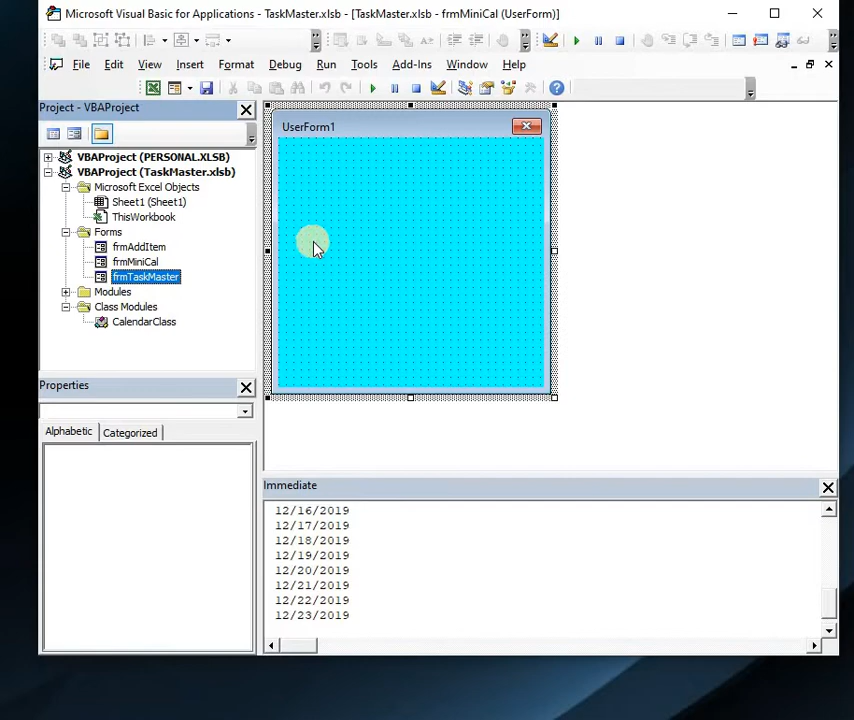 Microsoft Visual Basic for Applications - TaskMaster.xlsb - [TaskMaster.xlsb - frmMiniCal (UserForm)]
File Edit View Insert Format Debug Run Tools Add-Ins Window Help
Project - VBAProject
VBAProject (PERSONAL.XLSB)
VBAProject (TaskMaster.xlsb)
Microsoft Excel Objects
Sheet1 (Sheet1)
ThisWorkbook
Forms
frmAddItem
frmMiniCal
frmTaskMaster
Modules
Class Modules
CalendarClass
Properties
Alphabetic Categorized
UserForm1
Immediate
12/16/2019
12/17/2019
12/18/2019
12/19/2019
12/20/2019
12/21/2019
12/22/2019
12/23/2019